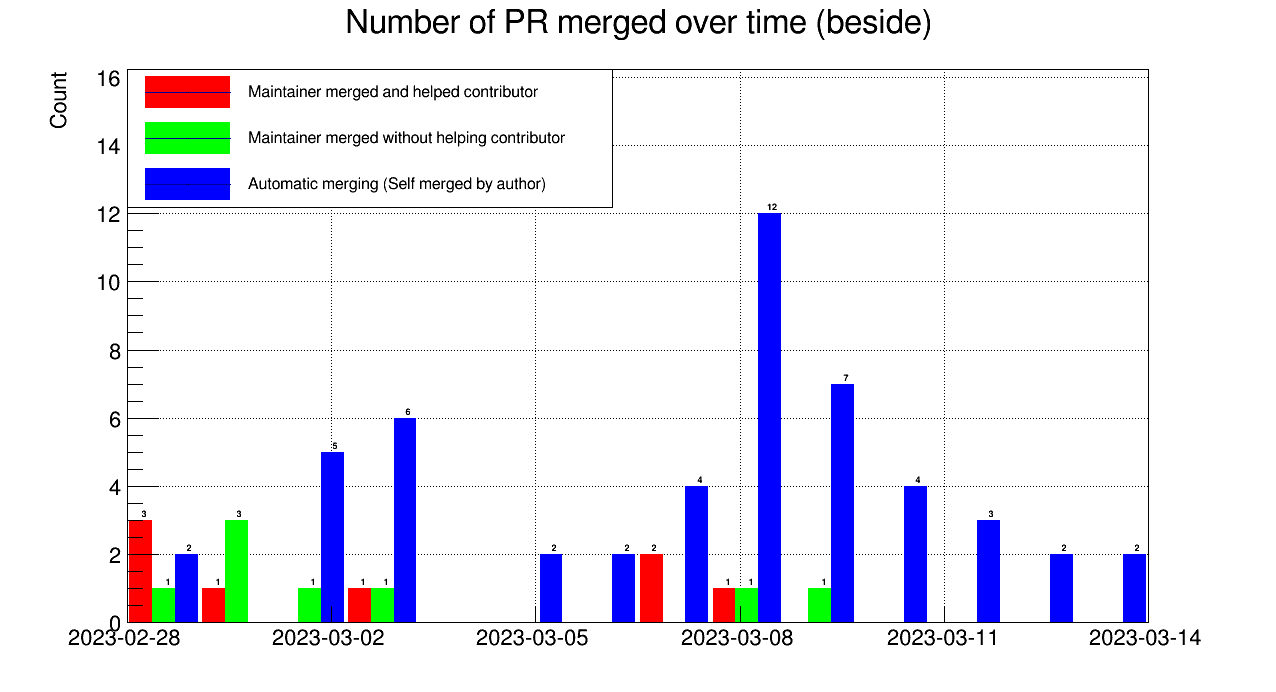 Number of PR merged over time (beside)
Count
16
14
12
10
8
6
4
2
0
Maintainer merged and helped contributor
Maintainer merged without helping contributor
Automatic merging (Self merged by author)
3 1 2 1 3 1 5 1 1 6 2 2 2 4 1 1 12 1 7 4 3 2 2
2023-02-28 2023-03-02 2023-03-05 2023-03-08 2023-03-11 2023-03-14